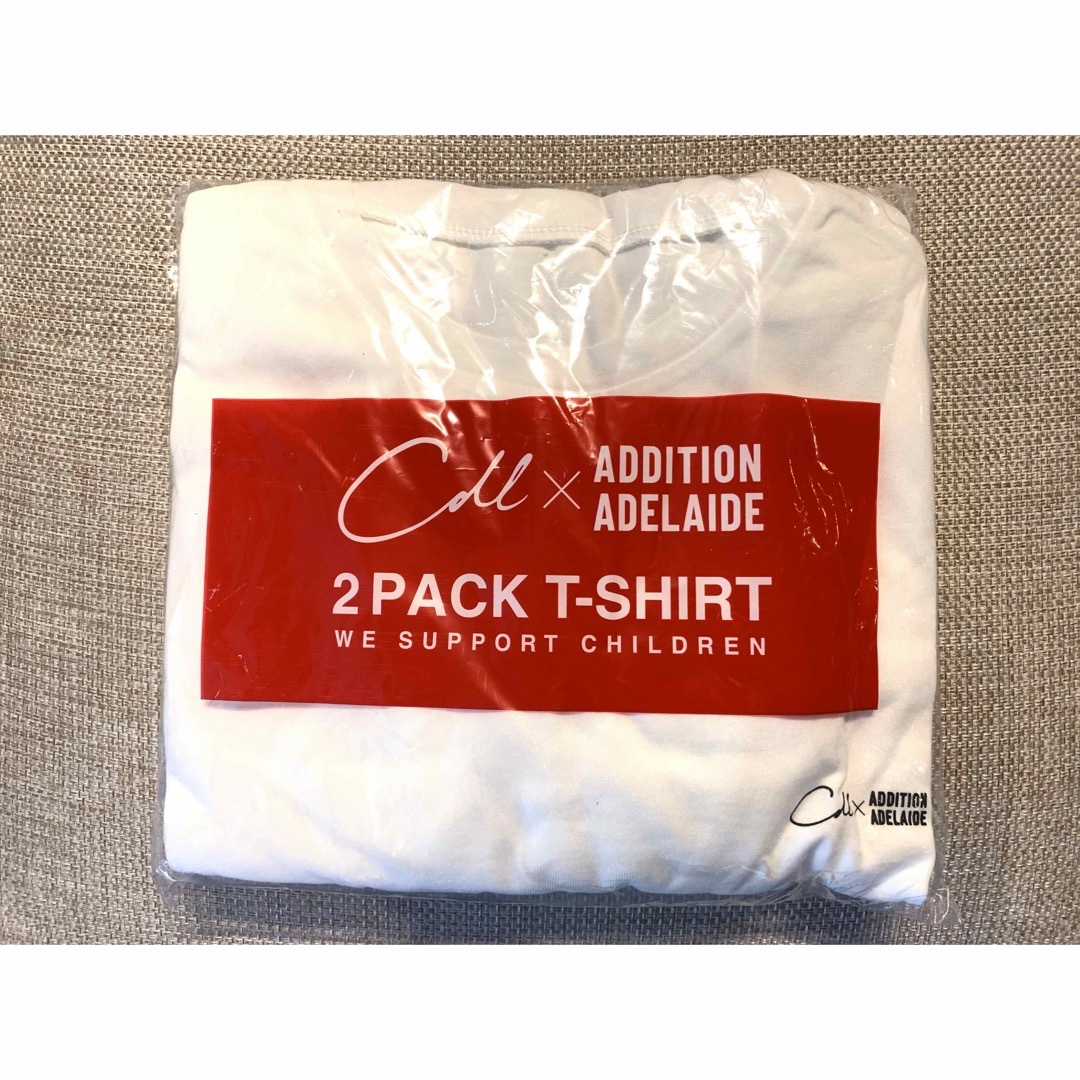 Cdl × ADDITION
ADELAIDE
2 PACK T-SHIRT
WE SUPPORT CHILDREN
Cdl × ADDITION
ADELAIDE